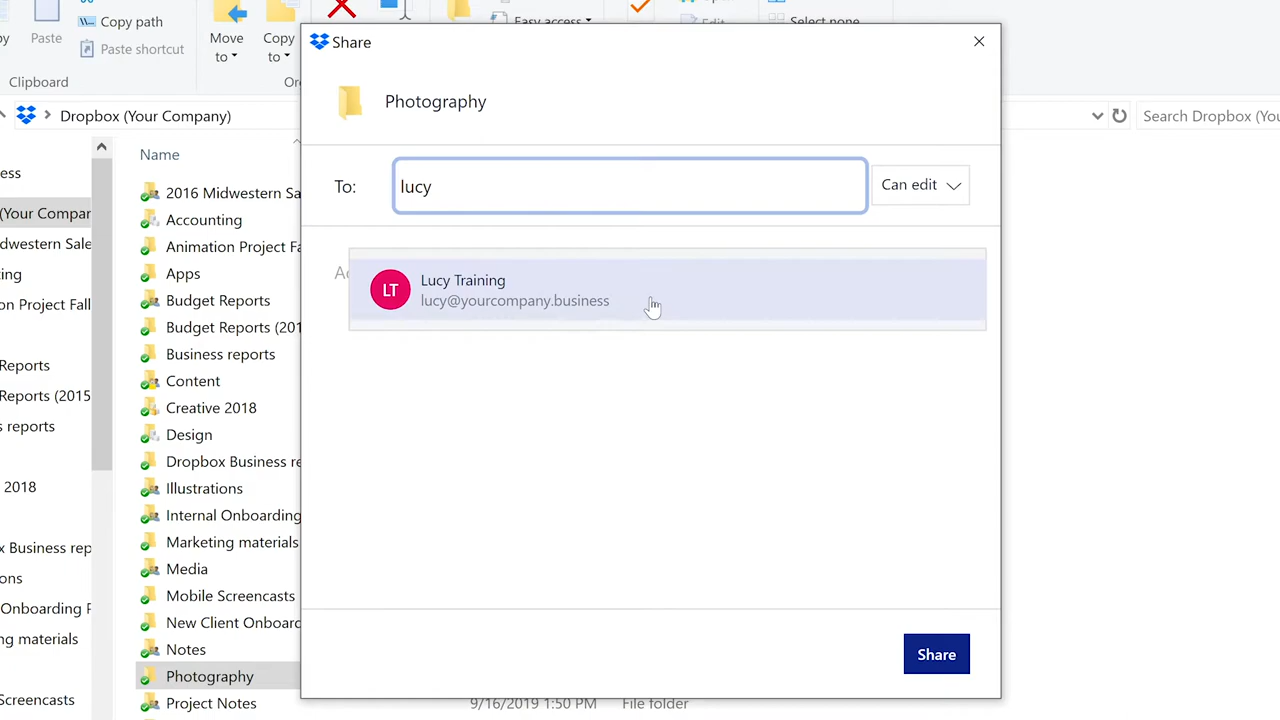 Copy path
Paste
Paste shortcut
Move
to
Copy
to
Easy access
Select none
Clipboard
Dropbox (Your Company)
Search Dropbox
Share
Photography
To:
lucy
Can edit
Lucy Training
lucy@yourcompany.business
LT
Share
ess
(Your Compar
dwestern Sale
ing
on Project Fall
Reports
Reports (2015
s reports
2018
x Business rep
ons
Onboarding
ng materials
Screencasts
Name
2016 Midwestern Sa
Accounting
Animation Project Fa
Apps
Budget Reports
Budget Reports (201
Business reports
Content
Creative 2018
Design
Dropbox Business re
Illustrations
Internal Onboarding
Marketing materials
Media
Mobile Screencasts
New Client Onboard
Notes
Photography
Project Notes
9/16/2019 1:50 PM
File folder